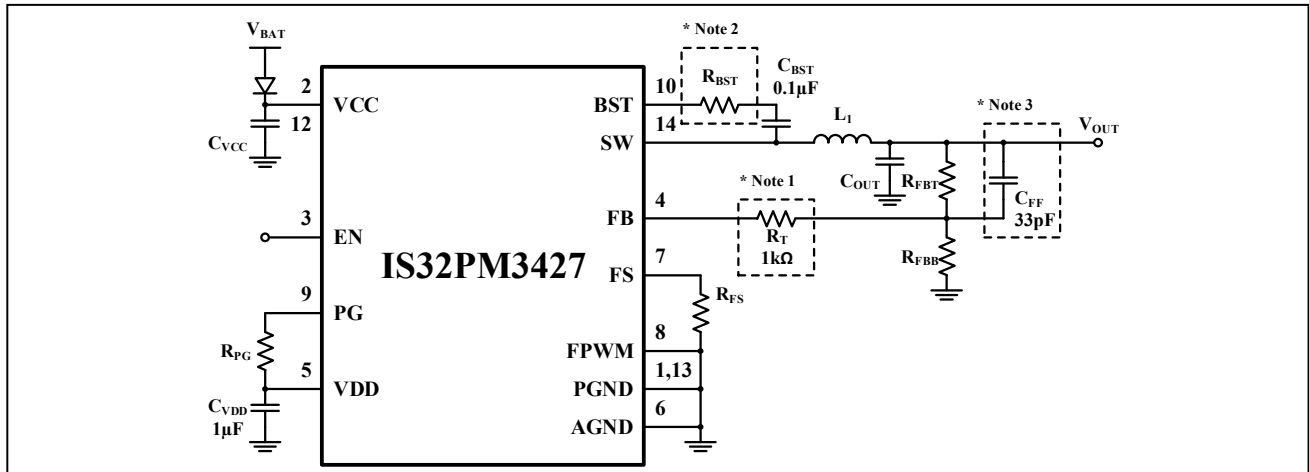 V_BAT
2
VCC
12
C_VCC
3
EN
9
PG
R_PG
5
VDD
C_VDD
1µF
IS32PM3427
* Note 2
R_BST
C_BST
0.1µF
10
BST
14
SW
L₁
* Note 3
V_OUT
C_OUT
R_FBT
C_FF
33pF
* Note 1
4
FB
R_T
1kΩ
R_FBB
7
FS
R_FS
8
FPWM
1,13
PGND
6
AGND